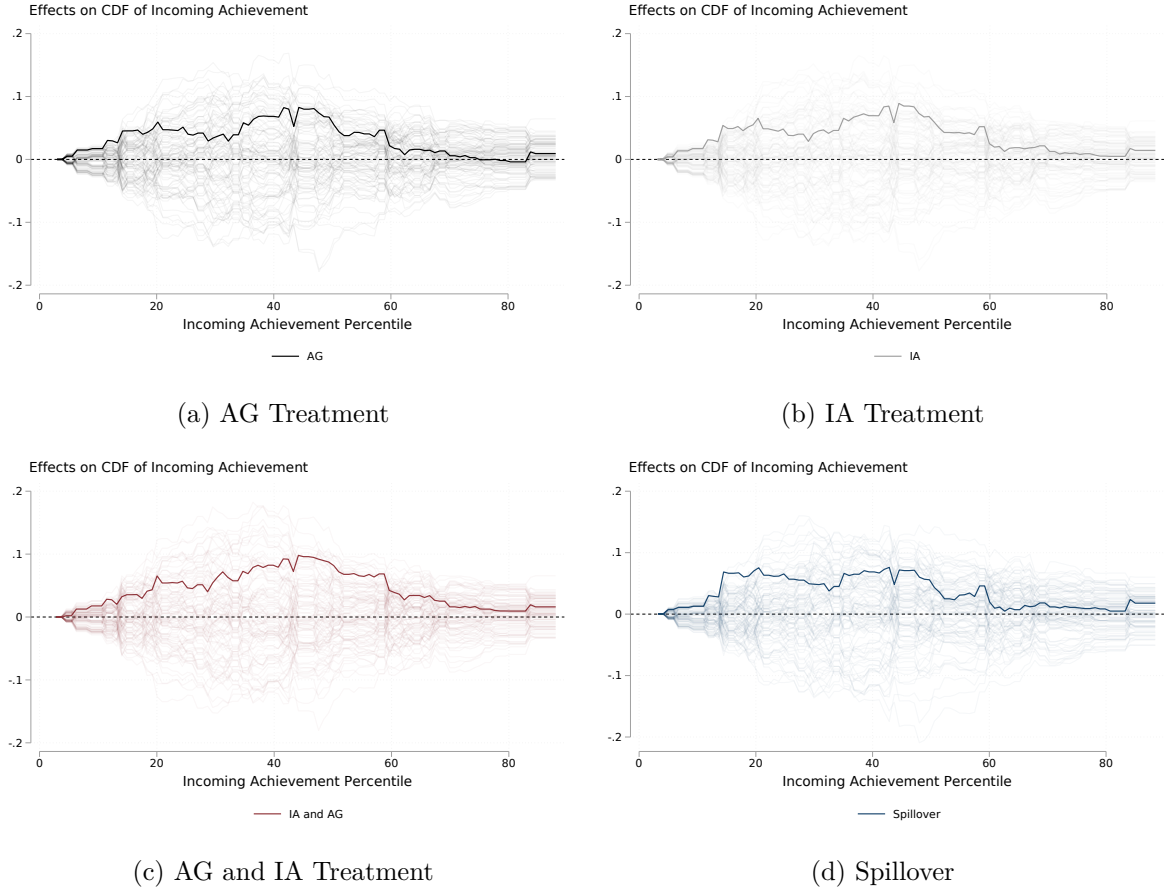 Effects on CDF of Incoming Achievement
.2
.1
0
-.1
-.2
0 20 40 60 80
Incoming Achievement Percentile
AG
(a) AG Treatment
Effects on CDF of Incoming Achievement
.2
.1
0
-.1
-.2
0 20 40 60 80
Incoming Achievement Percentile
IA
(b) IA Treatment
Effects on CDF of Incoming Achievement
.2
.1
0
-.1
-.2
0 20 40 60 80
Incoming Achievement Percentile
IA and AG
(c) AG and IA Treatment
Effects on CDF of Incoming Achievement
.2
.1
0
-.1
-.2
0 20 40 60 80
Incoming Achievement Percentile
Spillover
(d) Spillover